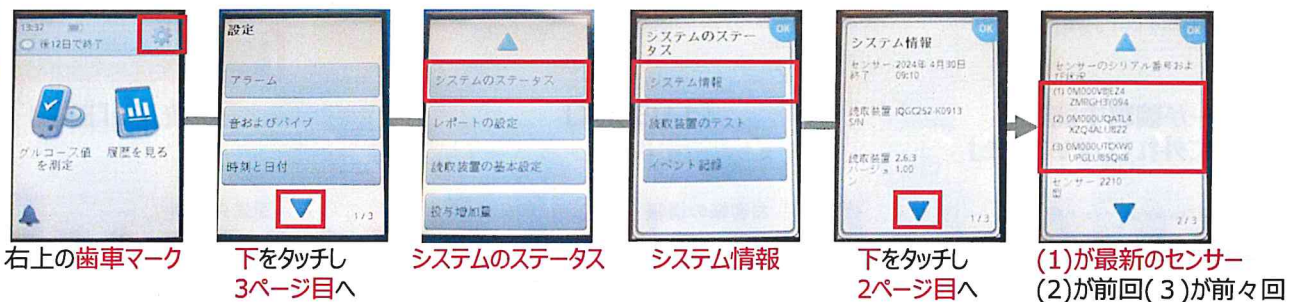 13:32
後12日で終了
グルコース値
を測定
履歴を見る
右上の歯車マーク
設定
アラーム
音およびバイブ
時刻と日付
1/3
下をタッチし
3ページ目へ
システムのステータス
レポートの設定
読取装置の基本設定
投与増加量
システムのステータス
OK
システムのステー
タス
システム情報
読取装置のテスト
イベント記録
システム情報
OK
システム情報
センサー 2024年 4月30日
終了 09:10
読取装置 JQGC252-K0913
S/N
読取装置 2.6.3
バージョ 1.00
ン
1/3
下をタッチし
2ページ目へ
OK
センサーのシリアル番号およ
び状況
(1)
(2)
(3)
センサー 2210
型
2/3
(1)が最新のセンサー
(2)が前回(3)が前々回